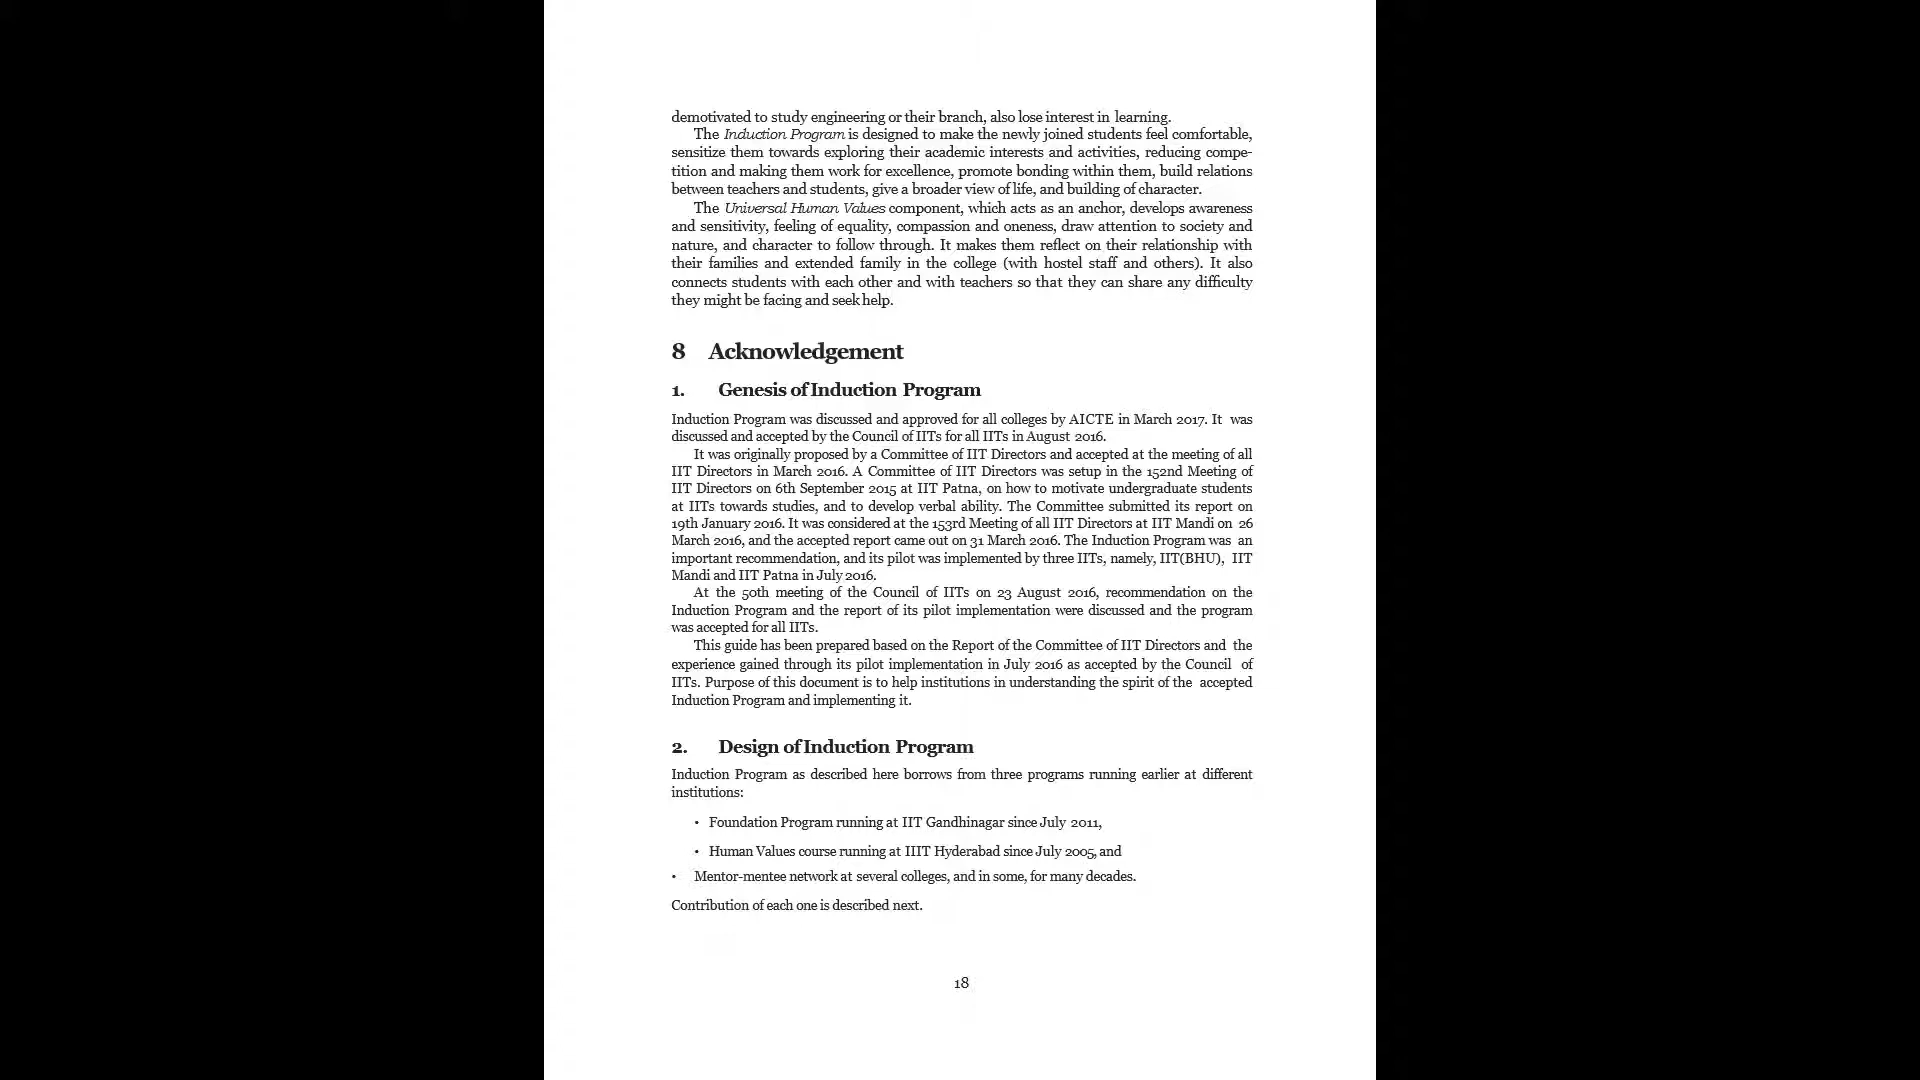 demotivated to study engineering or their branch, also lose interest in learning.
The Induction Program is designed to make the newly joined students feel comfortable,
sensitize them towards exploring their academic interests and activities, reducing compe-
tition and making them work for excellence, promote bonding within them, build relations
between teachers and students, give a broader view of life, and building of character.
The Universal Human Values component, which acts as an anchor, develops awareness
and sensitivity, feeling of equality, compassion and oneness, draw attention to society and
nature, and character to follow through. It makes them reflect on their relationship with
their families and extended family in the college (with hostel staff and others). It also
connects students with each other and with teachers so that they can share any difficulty
they might be facing and seek help.
8 Acknowledgement
1. Genesis of Induction Program
Induction Program was discussed and approved for all colleges by AICTE in March 2017. It was
discussed and accepted by the Council of IITs for all IITs in August 2016.
It was originally proposed by a Committee of IIT Directors and accepted at the meeting of all
IIT Directors in March 2016. A Committee of IIT Directors was setup in the 152nd Meeting of
IIT Directors on 6th September 2015 at IIT Patna, on how to motivate undergraduate students
at IITs towards studies, and to develop verbal ability. The Committee submitted its report on
19th January 2016. It was considered at the 153rd Meeting of all IIT Directors at IIT Mandi on 26
March 2016, and the accepted report came out on 31 March 2016. The Induction Program was an
important recommendation, and its pilot was implemented by three IITs, namely, IIT(BHU), IIT
Mandi and IIT Patna in July 2016.
At the 50th meeting of the Council of IITs on 23 August 2016, recommendation on the
Induction Program and the report of its pilot implementation were discussed and the program
was accepted for all IITs.
This guide has been prepared based on the Report of the Committee of IIT Directors and the
experience gained through its pilot implementation in July 2016 as accepted by the Council of
IITs. Purpose of this document is to help institutions in understanding the spirit of the accepted
Induction Program and implementing it.
2. Design of Induction Program
Induction Program as described here borrows from three programs running earlier at different
institutions:
• Foundation Program running at IIT Gandhinagar since July 2011,
• Human Values course running at IIIT Hyderabad since July 2005, and
• Mentor-mentee network at several colleges, and in some, for many decades.
Contribution of each one is described next.
18